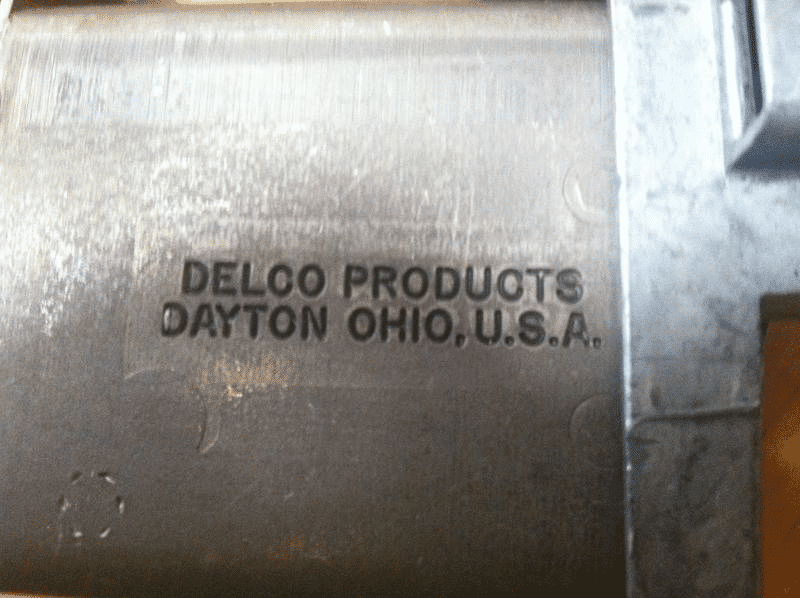 DELCO PRODUCTS
DAYTON OHIO, U.S.A.